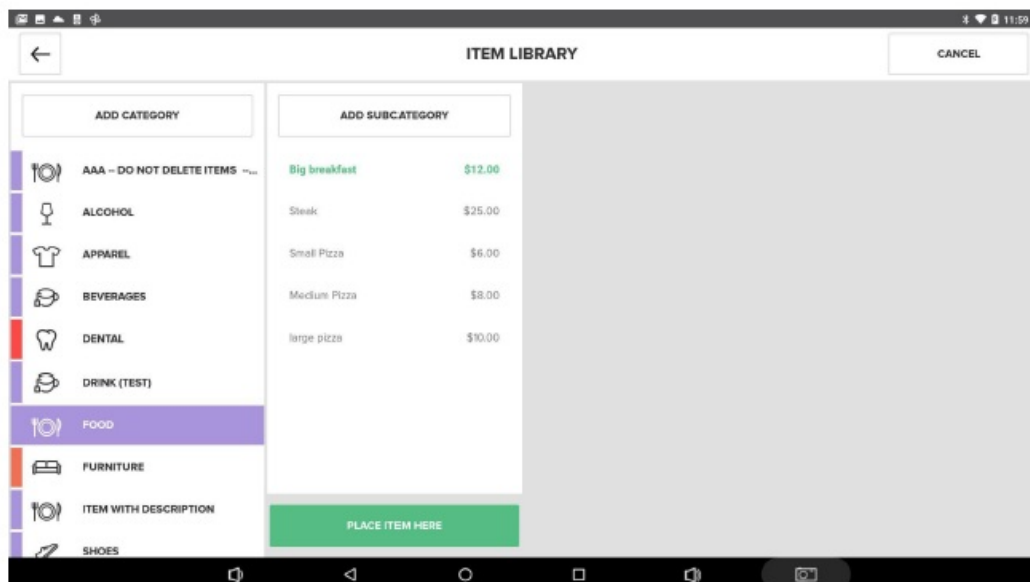 11:59
ITEM LIBRARY
CANCEL
ADD CATEGORY
AAA -- DO NOT DELETE ITEMS --...
ALCOHOL
APPAREL
BEVERAGES
DENTAL
DRINK (TEST)
FOOD
FURNITURE
ITEM WITH DESCRIPTION
SHOES
ADD SUBCATEGORY
Big breakfast $12.00
Steak $25.00
Small Pizza $6.00
Medium Pizza $8.00
large pizza $10.00
PLACE ITEM HERE